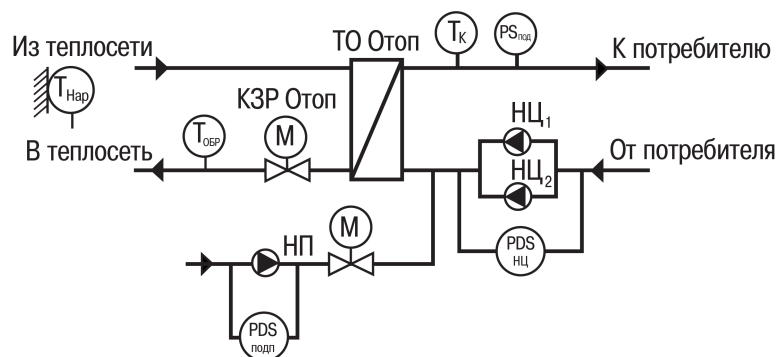 Из теплосети
ТО Отоп
Tк
PSпод
К потребителю
TНар
КЗР Отоп
НЦ1
В теплосеть
TОБР
M
НЦ2
От потребителя
НП
M
PDS
НЦ
PDS
подп